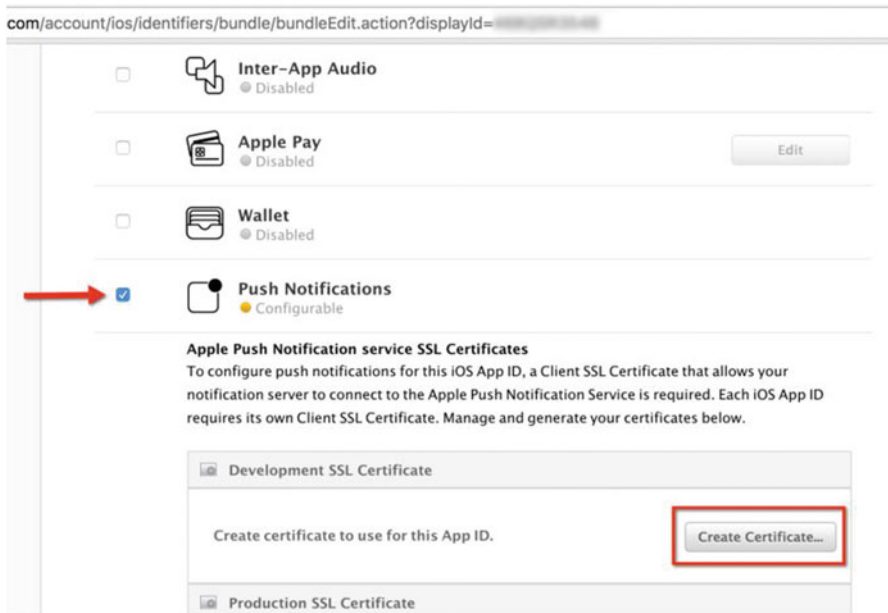 com/account/ios/identifiers/bundle/bundleEdit.action?displayId=
Inter-App Audio
Disabled
Apple Pay
Disabled
Edit
Wallet
Disabled
Push Notifications
Configurable
Apple Push Notification service SSL Certificates
To configure push notifications for this iOS App ID, a Client SSL Certificate that allows your
notification server to connect to the Apple Push Notification Service is required. Each iOS App ID
requires its own Client SSL Certificate. Manage and generate your certificates below.
Development SSL Certificate
Create certificate to use for this App ID.
Create Certificate...
Production SSL Certificate